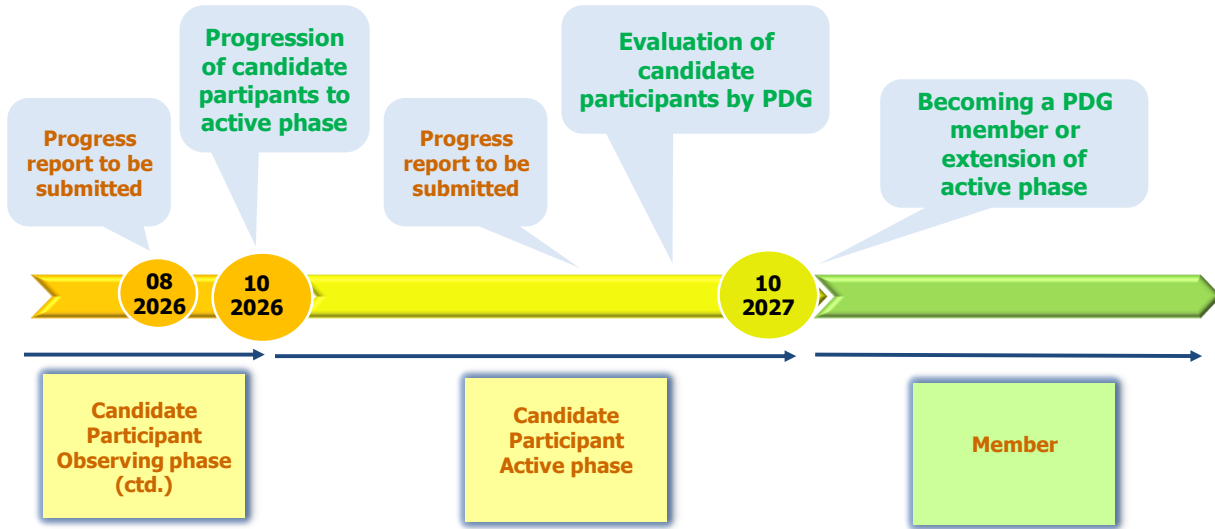 Progression
of candidate
partipants to
active phase
Evaluation of
candidate
participants by PDG
Becoming a PDG
member or
extension of
active phase
Progress
report to be
submitted
Progress
report to be
submitted
08
2026
10
2026
10
2027
Candidate
Participant
Observing phase
(ctd.)
Candidate
Participant
Active phase
Member